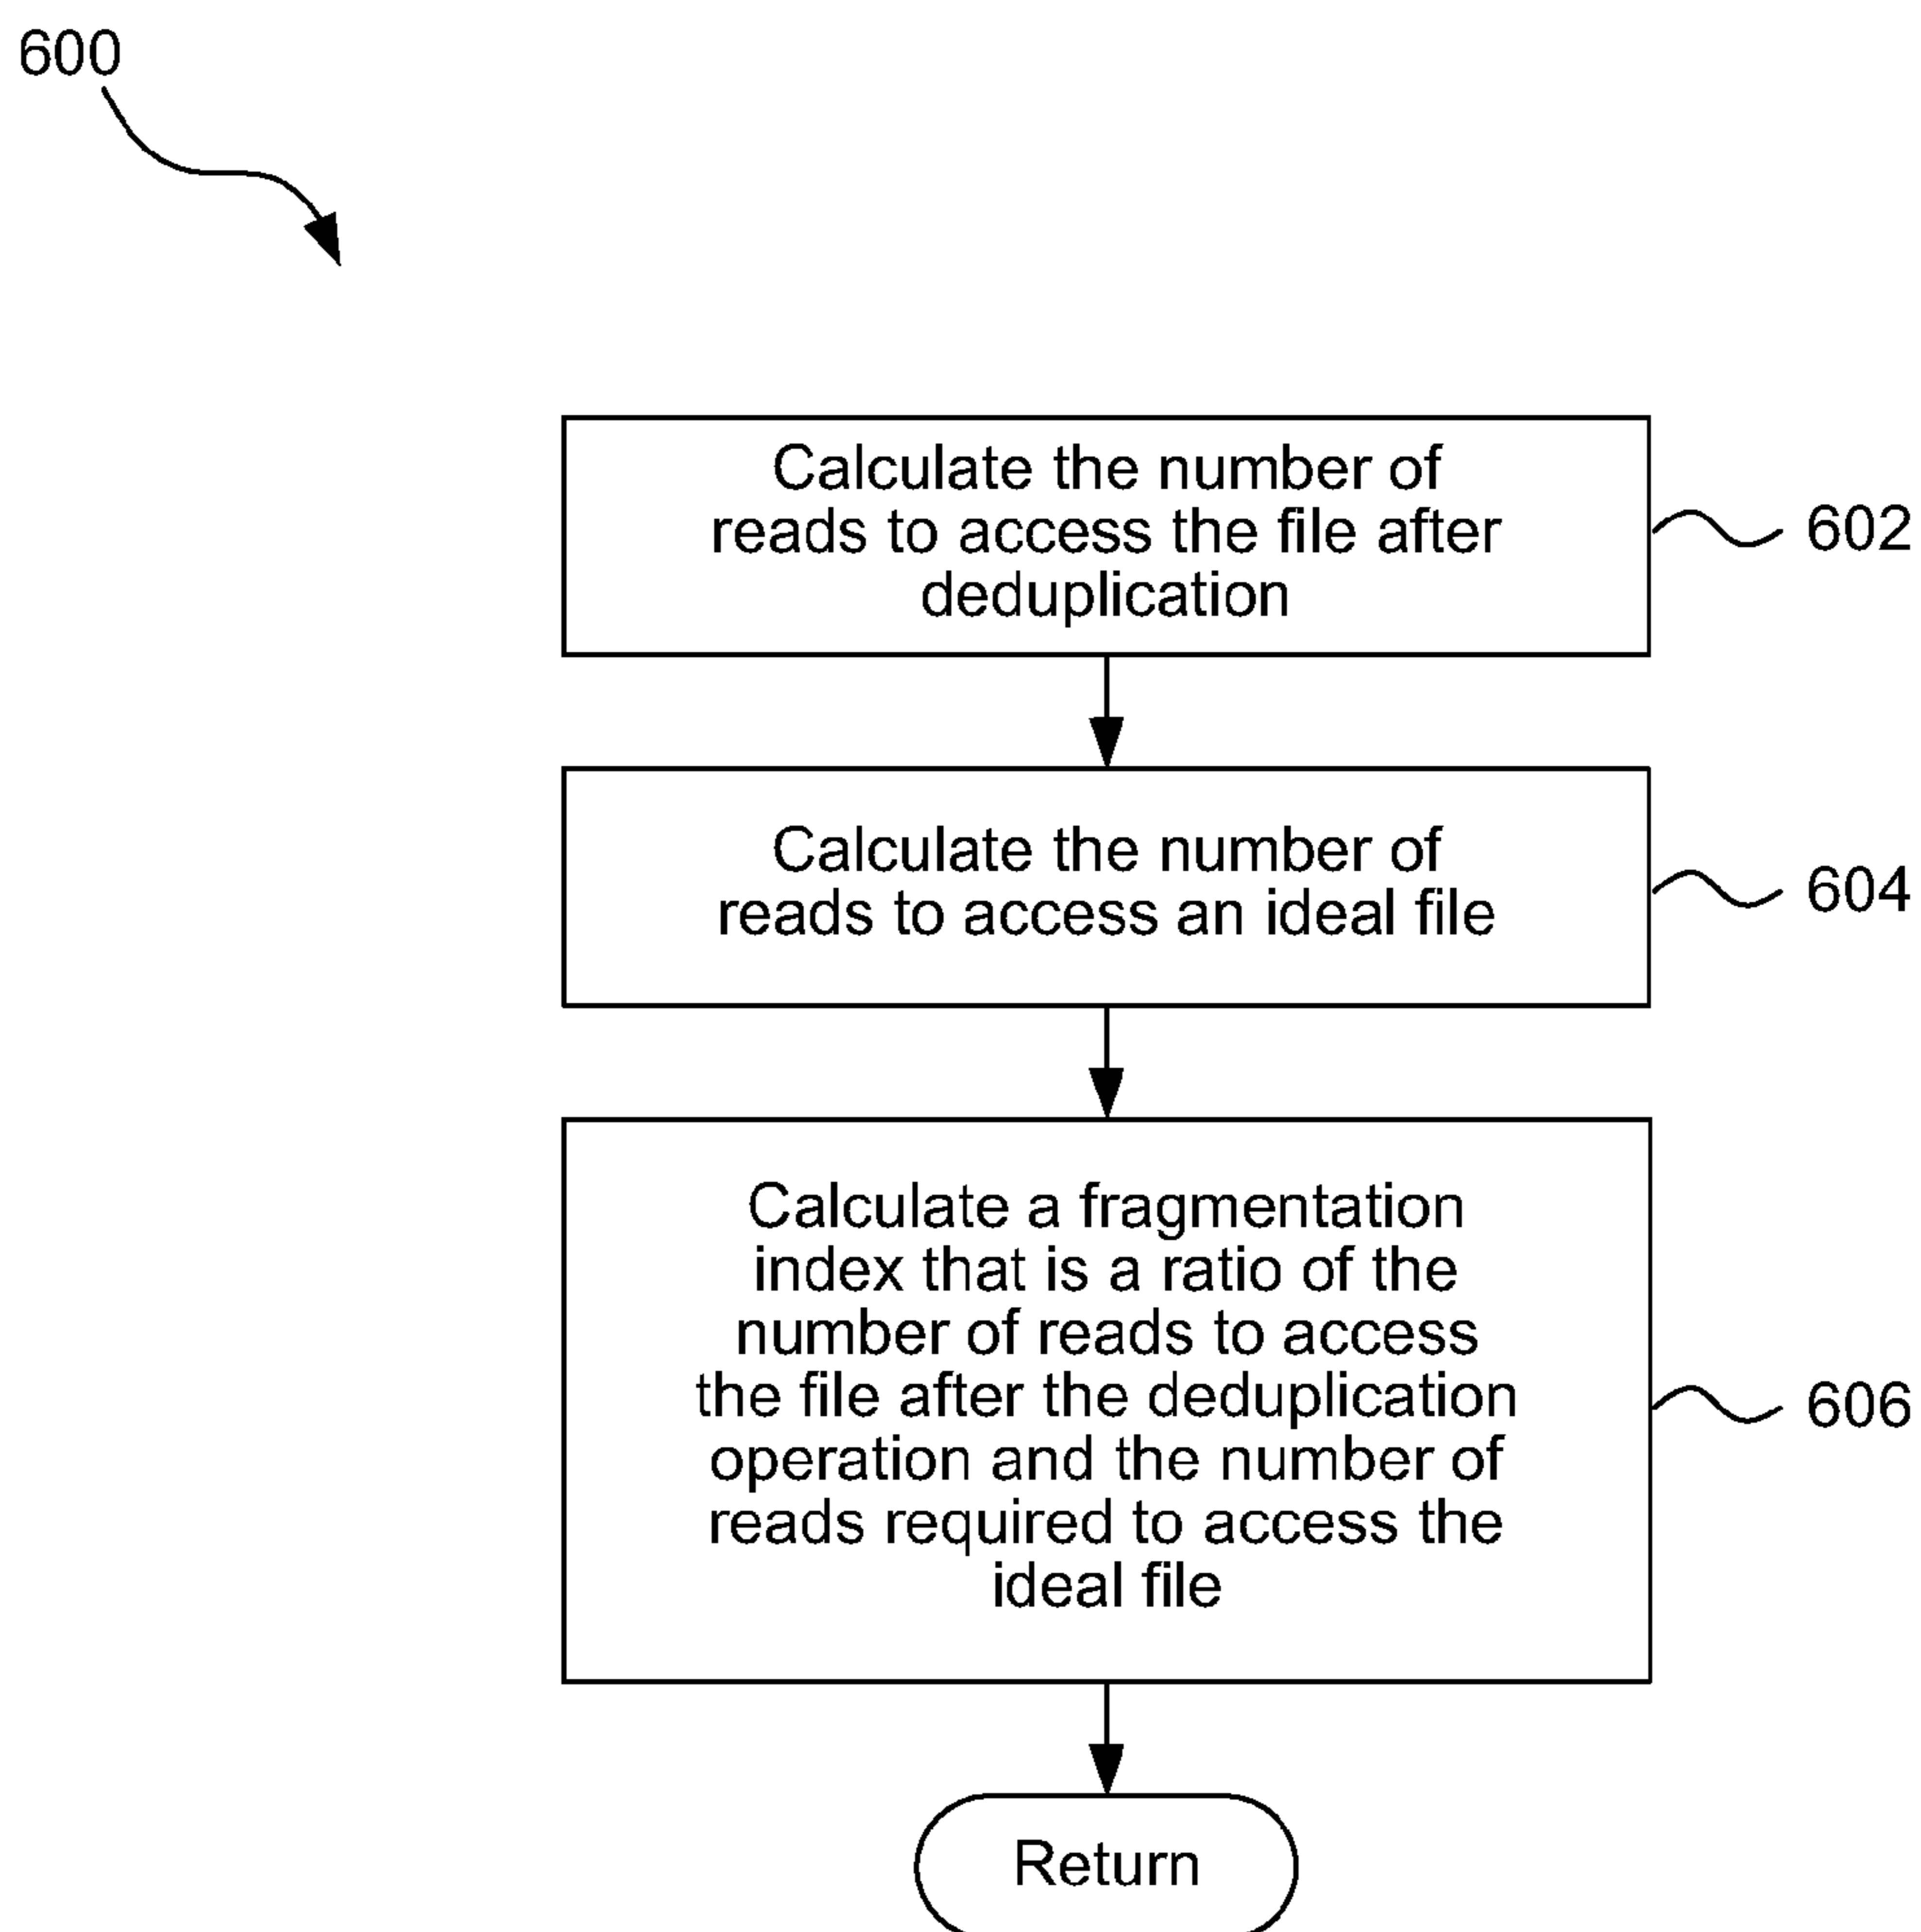 600
Calculate the number of
reads to access the file after
deduplication
602
Calculate the number of
reads to access an ideal file
604
Calculate a fragmentation
index that is a ratio of the
number of reads to access
the file after the deduplication
operation and the number of
reads required to access the
ideal file
606
Return